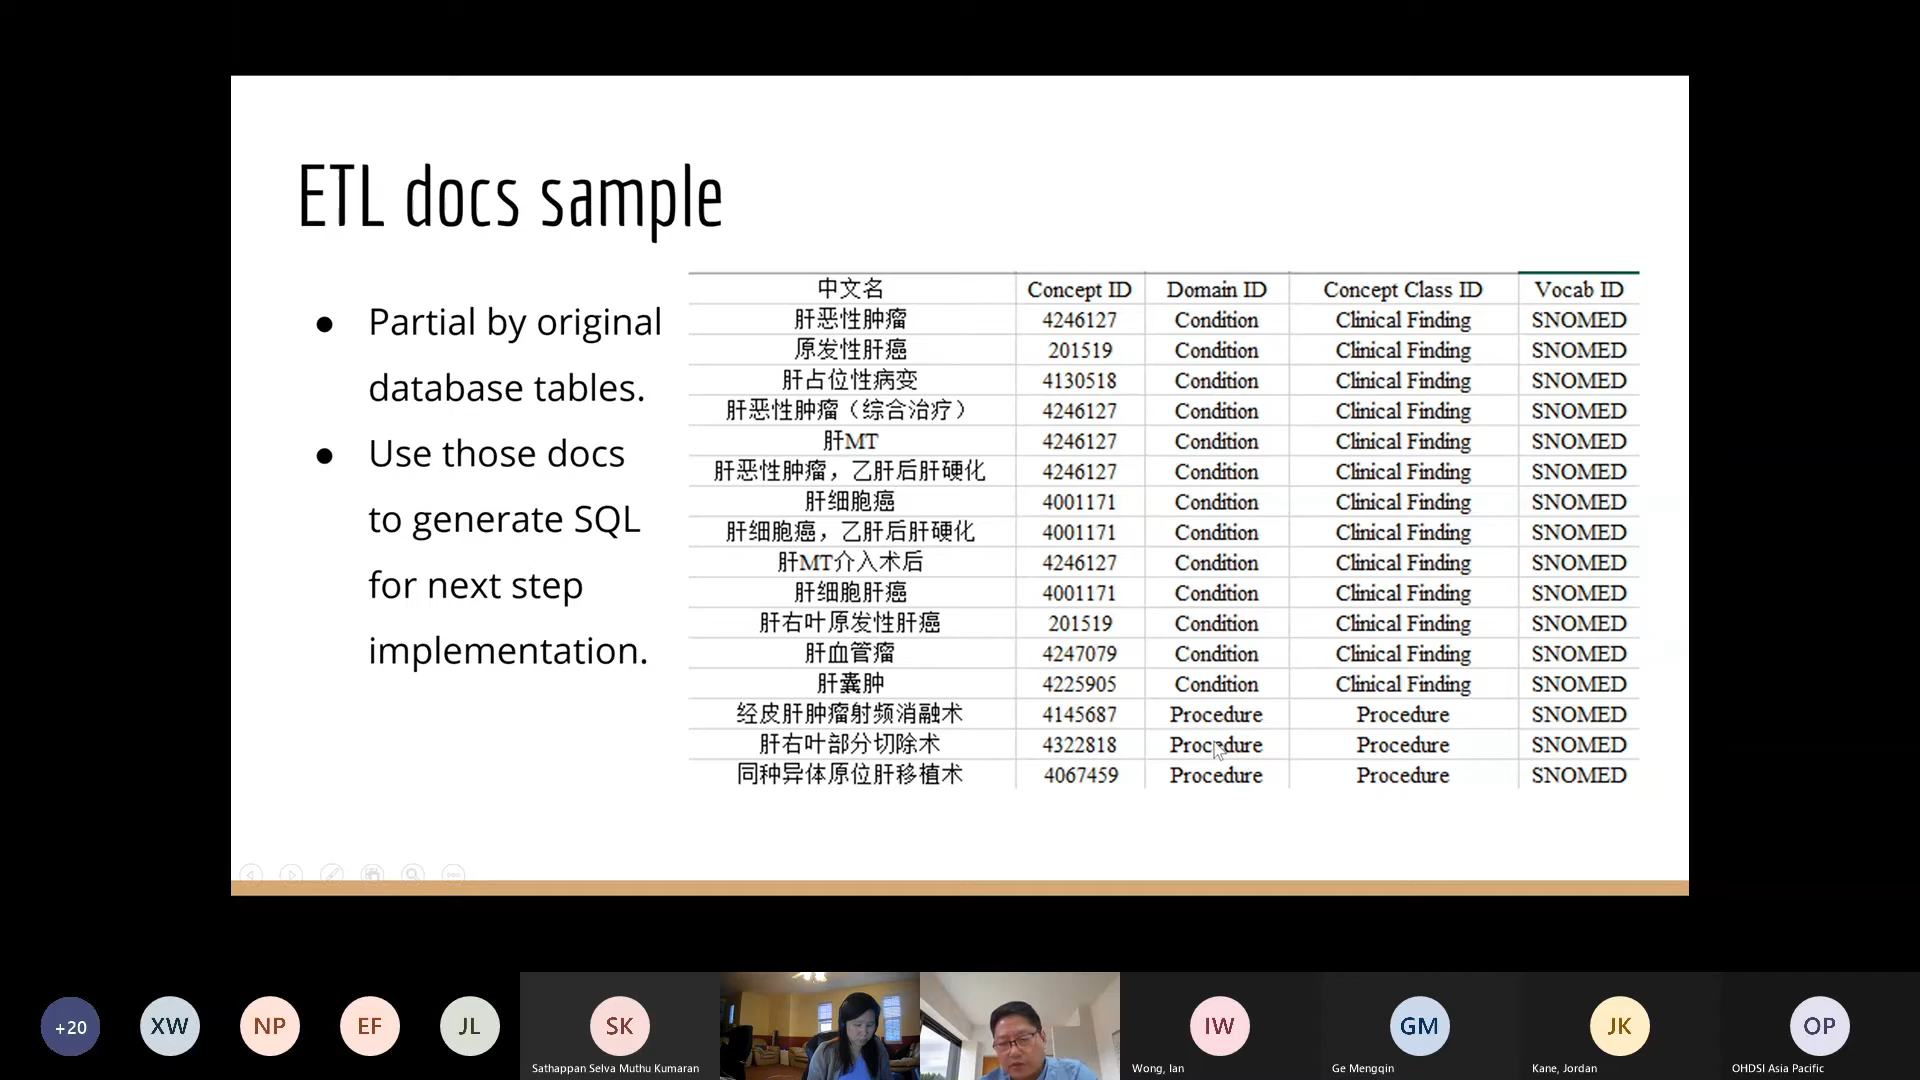 ETL docs sample
● Partial by original
database tables.
● Use those docs
to generate SQL
for next step
implementation.
中文名 Concept ID Domain ID Concept Class ID Vocab ID
肝恶性肿瘤 4246127 Condition Clinical Finding SNOMED
原发性肝癌 201519 Condition Clinical Finding SNOMED
肝占位性病变 4130518 Condition Clinical Finding SNOMED
肝恶性肿瘤（综合治疗） 4246127 Condition Clinical Finding SNOMED
肝MT 4246127 Condition Clinical Finding SNOMED
肝恶性肿瘤，乙肝后肝硬化 4246127 Condition Clinical Finding SNOMED
肝细胞癌 4001171 Condition Clinical Finding SNOMED
肝细胞癌，乙肝后肝硬化 4001171 Condition Clinical Finding SNOMED
肝MT介入术后 4246127 Condition Clinical Finding SNOMED
肝细胞肝癌 4001171 Condition Clinical Finding SNOMED
肝右叶原发性肝癌 201519 Condition Clinical Finding SNOMED
肝血管瘤 4247079 Condition Clinical Finding SNOMED
肝囊肿 4225905 Condition Clinical Finding SNOMED
经皮肝肿瘤射频消融术 4145687 Procedure Procedure SNOMED
肝右叶部分切除术 4322818 Procedure Procedure SNOMED
同种异体原位肝移植术 4067459 Procedure Procedure SNOMED
+20 XW NP EF JL SK IW GM JK OP
Sathappan Selva Muthu Kumaran Wong, Ian Ge Mengqin Kane, Jordan OHDSI Asia Pacific